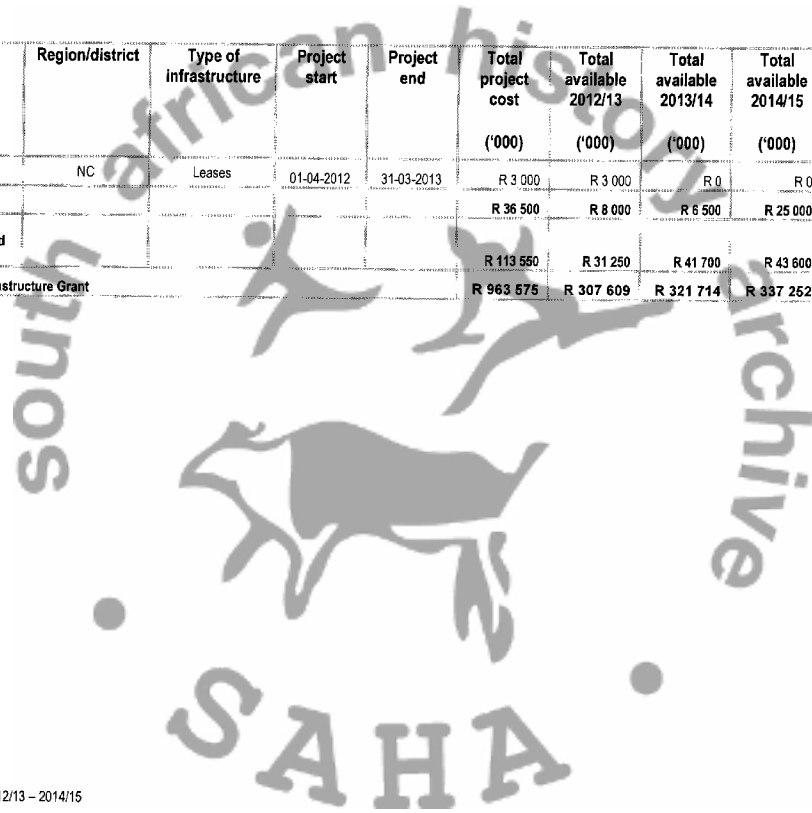 Region/district Type of infrastructure Project start Project end Total project cost ('000) Total available 2012/13 ('000) Total available 2013/14 ('000) Total available 2014/15 ('000)
NC Leases 01-04-2012 31-03-2013 R 3 000 R 3 000 R 0 R 0
R 36 500 R 8 000 R 6 500 R 25 000
d R 113 550 R 31 250 R 41 700 R 43 600
astructure Grant R 963 575 R 307 609 R 321 714 R 337 252
south african history archive
• SAHA •
2/13 – 2014/15